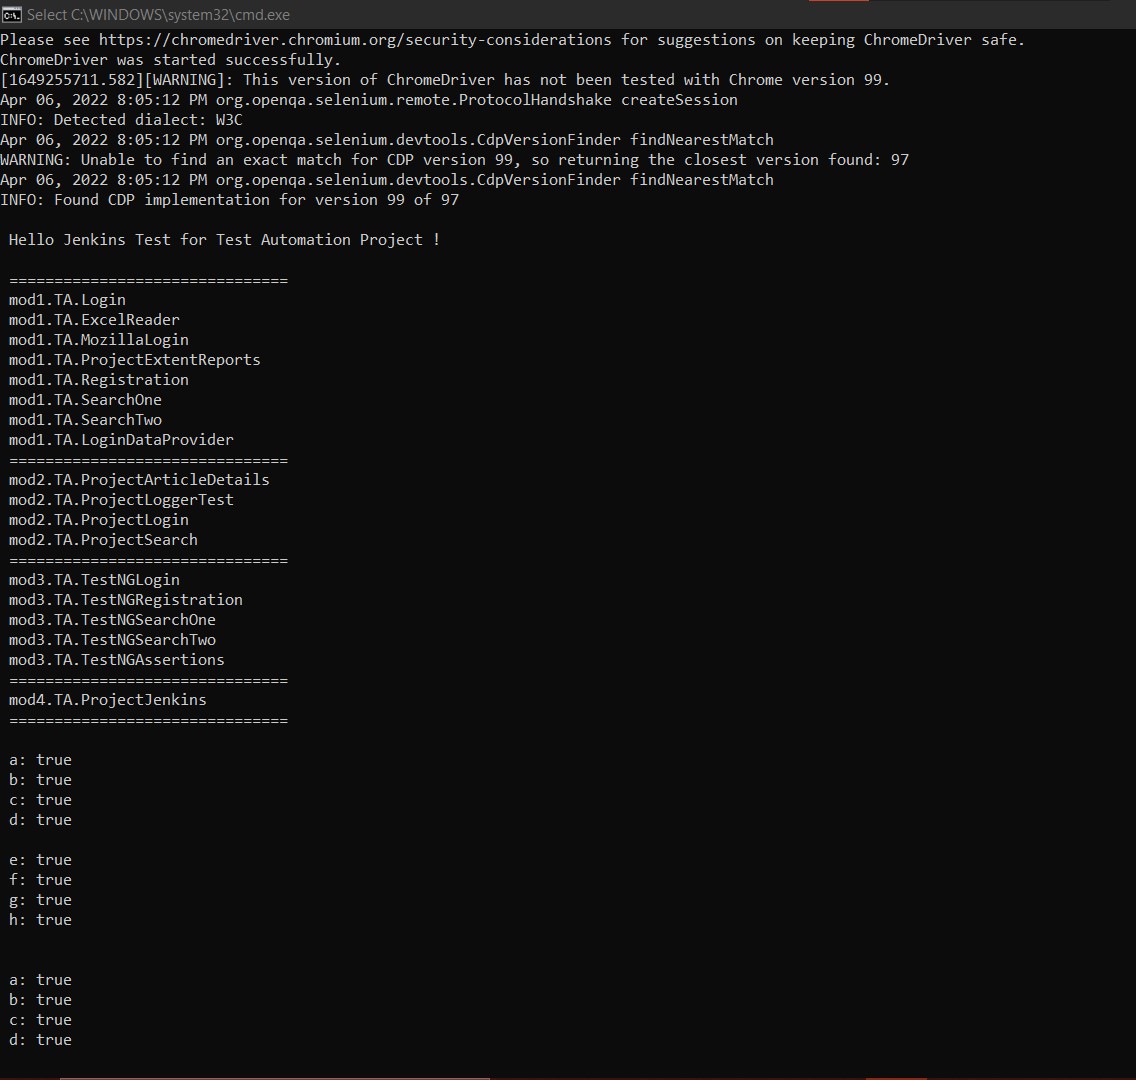 Select C:\WINDOWS\system32\cmd.exe
Please see https://chromedriver.chromium.org/security-considerations for suggestions on keeping ChromeDriver safe.
ChromeDriver was started successfully.
[1649255711.582][WARNING]: This version of ChromeDriver has not been tested with Chrome version 99.
Apr 06, 2022 8:05:12 PM org.openqa.selenium.remote.ProtocolHandshake createSession
INFO: Detected dialect: W3C
Apr 06, 2022 8:05:12 PM org.openqa.selenium.devtools.CdpVersionFinder findNearestMatch
WARNING: Unable to find an exact match for CDP version 99, so returning the closest version found: 97
Apr 06, 2022 8:05:12 PM org.openqa.selenium.devtools.CdpVersionFinder findNearestMatch
INFO: Found CDP implementation for version 99 of 97
Hello Jenkins Test for Test Automation Project !
===============================
mod1.TA.Login
mod1.TA.ExcelReader
mod1.TA.MozillaLogin
mod1.TA.ProjectExtentReports
mod1.TA.Registration
mod1.TA.SearchOne
mod1.TA.SearchTwo
mod1.TA.LoginDataProvider
===============================
mod2.TA.ProjectArticleDetails
mod2.TA.ProjectLoggerTest
mod2.TA.ProjectLogin
mod2.TA.ProjectSearch
===============================
mod3.TA.TestNGLogin
mod3.TA.TestNGRegistration
mod3.TA.TestNGSearchOne
mod3.TA.TestNGSearchTwo
mod3.TA.TestNGAssertions
===============================
mod4.TA.ProjectJenkins
===============================
a: true
b: true
c: true
d: true
e: true
f: true
g: true
h: true
a: true
b: true
c: true
d: true